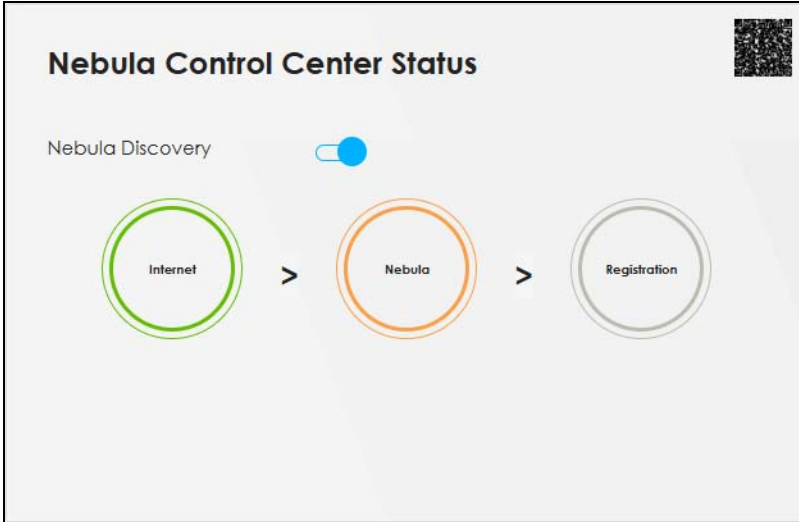 Nebula Control Center Status
Nebula Discovery
Internet > Nebula > Registration